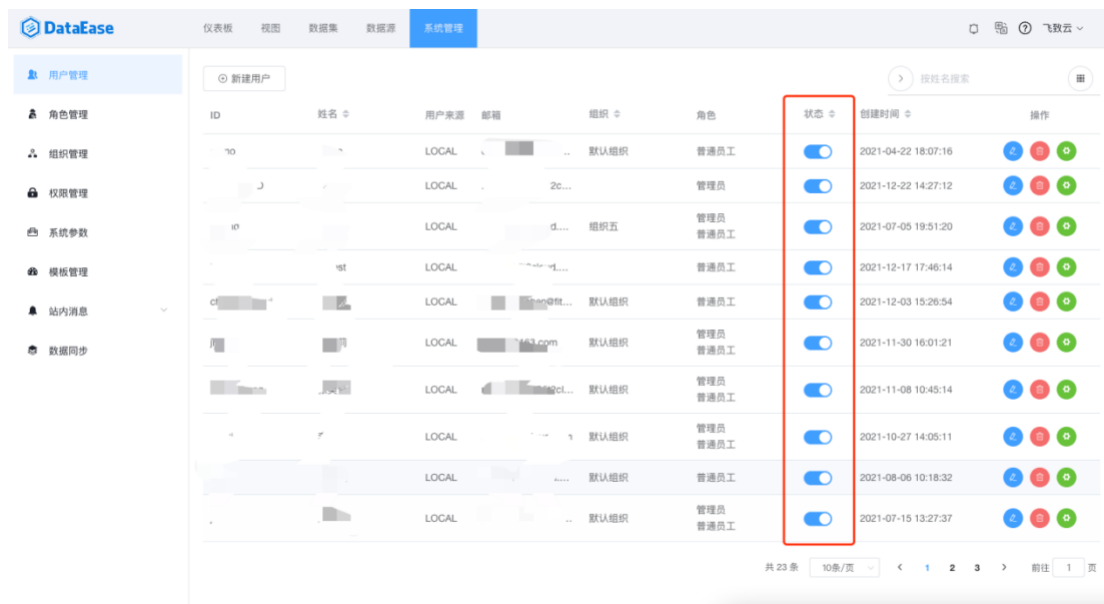 DataEase 仪表板 视图 数据集 数据源 系统管理 飞致云
用户管理
角色管理
组织管理
权限管理
系统参数
模板管理
站内消息
数据同步
新建用户 按姓名搜索
ID 姓名 用户来源 邮箱 组织 角色 状态 创建时间 操作
LOCAL .. 默认组织 普通员工 2021-04-22 18:07:16
LOCAL 2c... 管理员 2021-12-22 14:27:12
LOCAL d.... 组织五 管理员 普通员工 2021-07-05 19:51:20
LOCAL 普通员工 2021-12-17 17:46:14
LOCAL 默认组织 普通员工 2021-12-03 15:26:54
LOCAL 163.com 默认组织 管理员 普通员工 2021-11-30 16:01:21
LOCAL 默认组织 管理员 普通员工 2021-11-08 10:45:14
LOCAL 默认组织 管理员 普通员工 2021-10-27 14:05:11
LOCAL 默认组织 普通员工 2021-08-06 10:18:32
LOCAL .. 默认组织 管理员 普通员工 2021-07-15 13:27:37
共 23 条 10条/页 1 2 3 前往 1 页